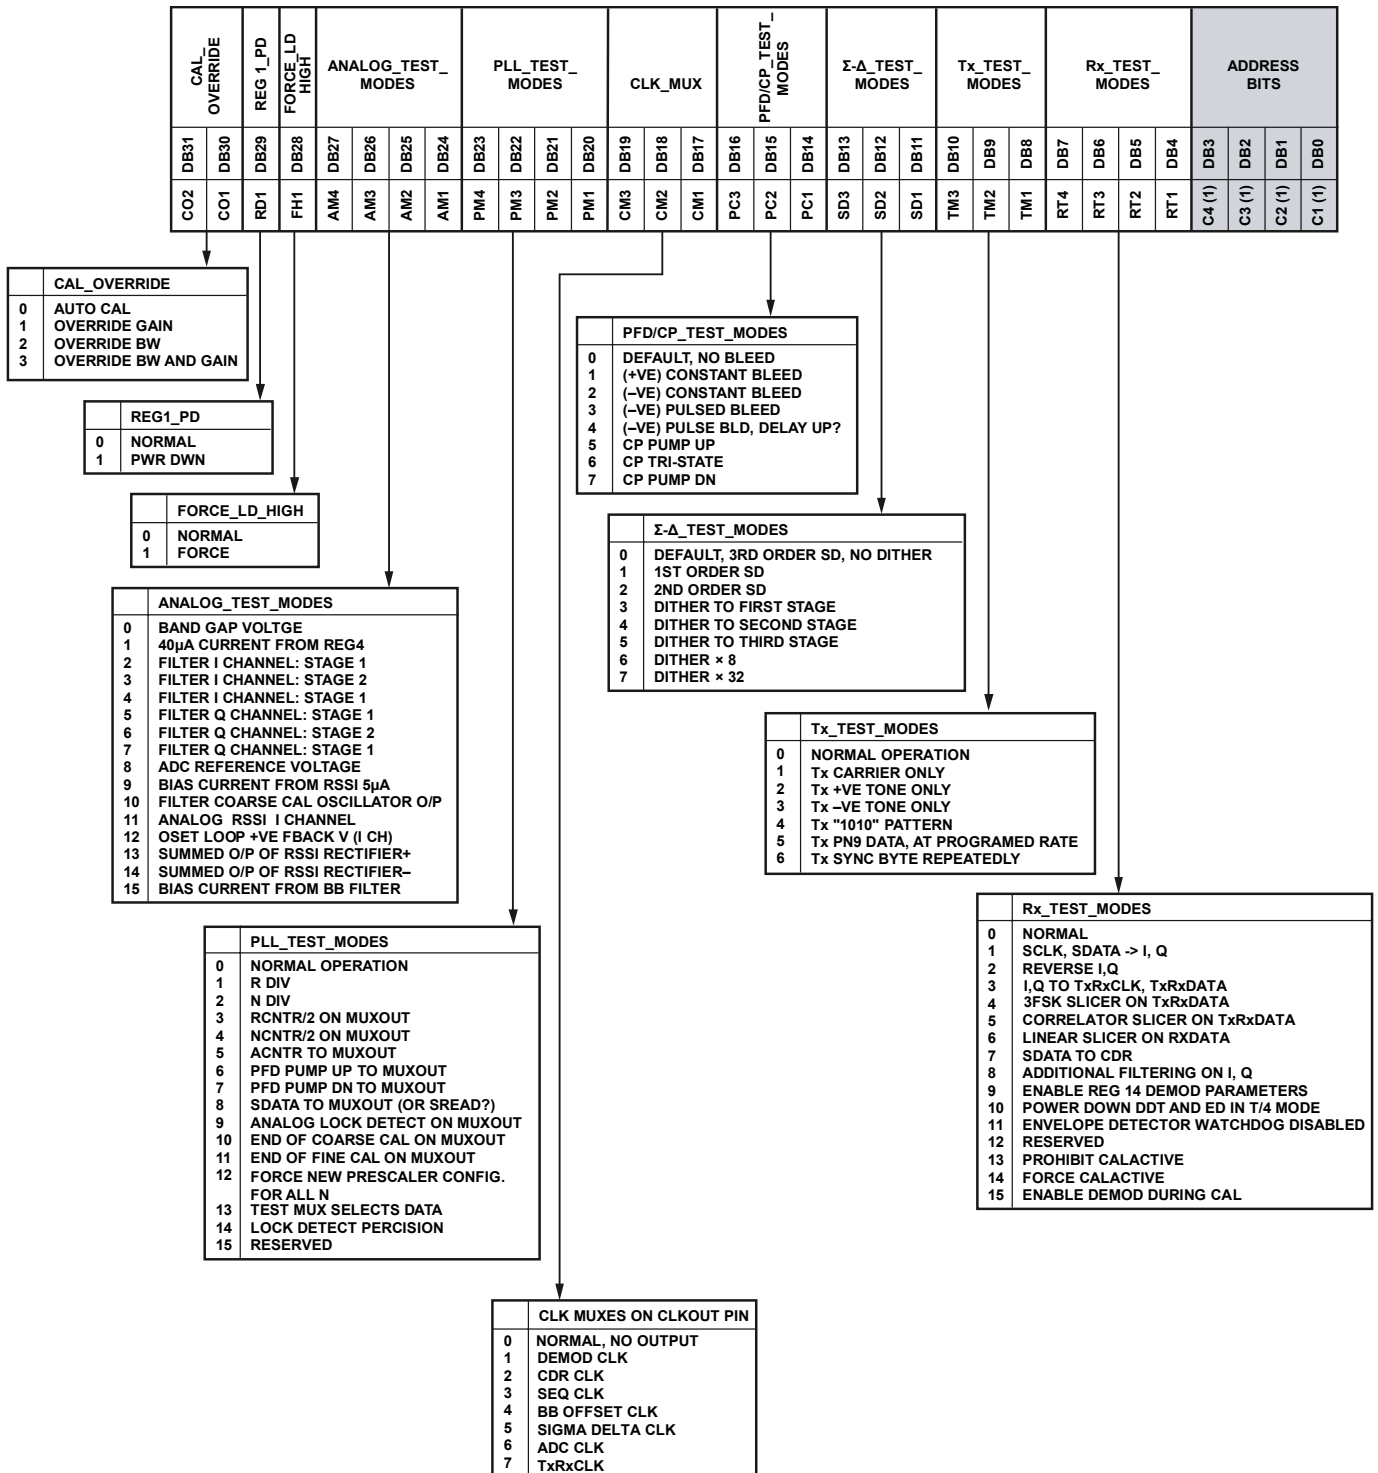 CAL_
OVERRIDE
REG 1_PD
FORCE_LD
HIGH
ANALOG_TEST_
MODES
PLL_TEST_
MODES
CLK_MUX
PFD/CP_TEST_
MODES
Σ-Δ_TEST_
MODES
Tx_TEST_
MODES
Rx_TEST_
MODES
ADDRESS
BITS
DB31 DB30 DB29 DB28 DB27 DB26 DB25 DB24 DB23 DB22 DB21 DB20 DB19 DB18 DB17 DB16 DB15 DB14 DB13 DB12 DB11 DB10 DB9 DB8 DB7 DB6 DB5 DB4 DB3 DB2 DB1 DB0
CO2 CO1 RD1 FH1 AM4 AM3 AM2 AM1 PM4 PM3 PM2 PM1 CM3 CM2 CM1 PC3 PC2 PC1 SD3 SD2 SD1 TM3 TM2 TM1 RT4 RT3 RT2 RT1 C4 (1) C3 (1) C2 (1) C1 (1)
CAL_OVERRIDE
0 AUTO CAL
1 OVERRIDE GAIN
2 OVERRIDE BW
3 OVERRIDE BW AND GAIN
REG1_PD
0 NORMAL
1 PWR DWN
FORCE_LD_HIGH
0 NORMAL
1 FORCE
ANALOG_TEST_MODES
0 BAND GAP VOLTGE
1 40µA CURRENT FROM REG4
2 FILTER I CHANNEL: STAGE 1
3 FILTER I CHANNEL: STAGE 2
4 FILTER I CHANNEL: STAGE 1
5 FILTER Q CHANNEL: STAGE 1
6 FILTER Q CHANNEL: STAGE 2
7 FILTER Q CHANNEL: STAGE 1
8 ADC REFERENCE VOLTAGE
9 BIAS CURRENT FROM RSSI 5µA
10 FILTER COARSE CAL OSCILLATOR O/P
11 ANALOG RSSI I CHANNEL
12 OSET LOOP +VE FBACK V (I CH)
13 SUMMED O/P OF RSSI RECTIFIER+
14 SUMMED O/P OF RSSI RECTIFIER–
15 BIAS CURRENT FROM BB FILTER
PLL_TEST_MODES
0 NORMAL OPERATION
1 R DIV
2 N DIV
3 RCNTR/2 ON MUXOUT
4 NCNTR/2 ON MUXOUT
5 ACNTR TO MUXOUT
6 PFD PUMP UP TO MUXOUT
7 PFD PUMP DN TO MUXOUT
8 SDATA TO MUXOUT (OR SREAD?)
9 ANALOG LOCK DETECT ON MUXOUT
10 END OF COARSE CAL ON MUXOUT
11 END OF FINE CAL ON MUXOUT
12 FORCE NEW PRESCALER CONFIG.
FOR ALL N
13 TEST MUX SELECTS DATA
14 LOCK DETECT PERCISION
15 RESERVED
CLK MUXES ON CLKOUT PIN
0 NORMAL, NO OUTPUT
1 DEMOD CLK
2 CDR CLK
3 SEQ CLK
4 BB OFFSET CLK
5 SIGMA DELTA CLK
6 ADC CLK
7 TxRxCLK
PFD/CP_TEST_MODES
0 DEFAULT, NO BLEED
1 (+VE) CONSTANT BLEED
2 (–VE) CONSTANT BLEED
3 (–VE) PULSED BLEED
4 (–VE) PULSE BLD, DELAY UP?
5 CP PUMP UP
6 CP TRI-STATE
7 CP PUMP DN
Σ-Δ_TEST_MODES
0 DEFAULT, 3RD ORDER SD, NO DITHER
1 1ST ORDER SD
2 2ND ORDER SD
3 DITHER TO FIRST STAGE
4 DITHER TO SECOND STAGE
5 DITHER TO THIRD STAGE
6 DITHER × 8
7 DITHER × 32
Tx_TEST_MODES
0 NORMAL OPERATION
1 Tx CARRIER ONLY
2 Tx +VE TONE ONLY
3 Tx –VE TONE ONLY
4 Tx "1010" PATTERN
5 Tx PN9 DATA, AT PROGRAMED RATE
6 Tx SYNC BYTE REPEATEDLY
Rx_TEST_MODES
0 NORMAL
1 SCLK, SDATA -> I, Q
2 REVERSE I,Q
3 I,Q TO TxRxCLK, TxRxDATA
4 3FSK SLICER ON TxRxDATA
5 CORRELATOR SLICER ON TxRxDATA
6 LINEAR SLICER ON RXDATA
7 SDATA TO CDR
8 ADDITIONAL FILTERING ON I, Q
9 ENABLE REG 14 DEMOD PARAMETERS
10 POWER DOWN DDT AND ED IN T/4 MODE
11 ENVELOPE DETECTOR WATCHDOG DISABLED
12 RESERVED
13 PROHIBIT CALACTIVE
14 FORCE CALACTIVE
15 ENABLE DEMOD DURING CAL